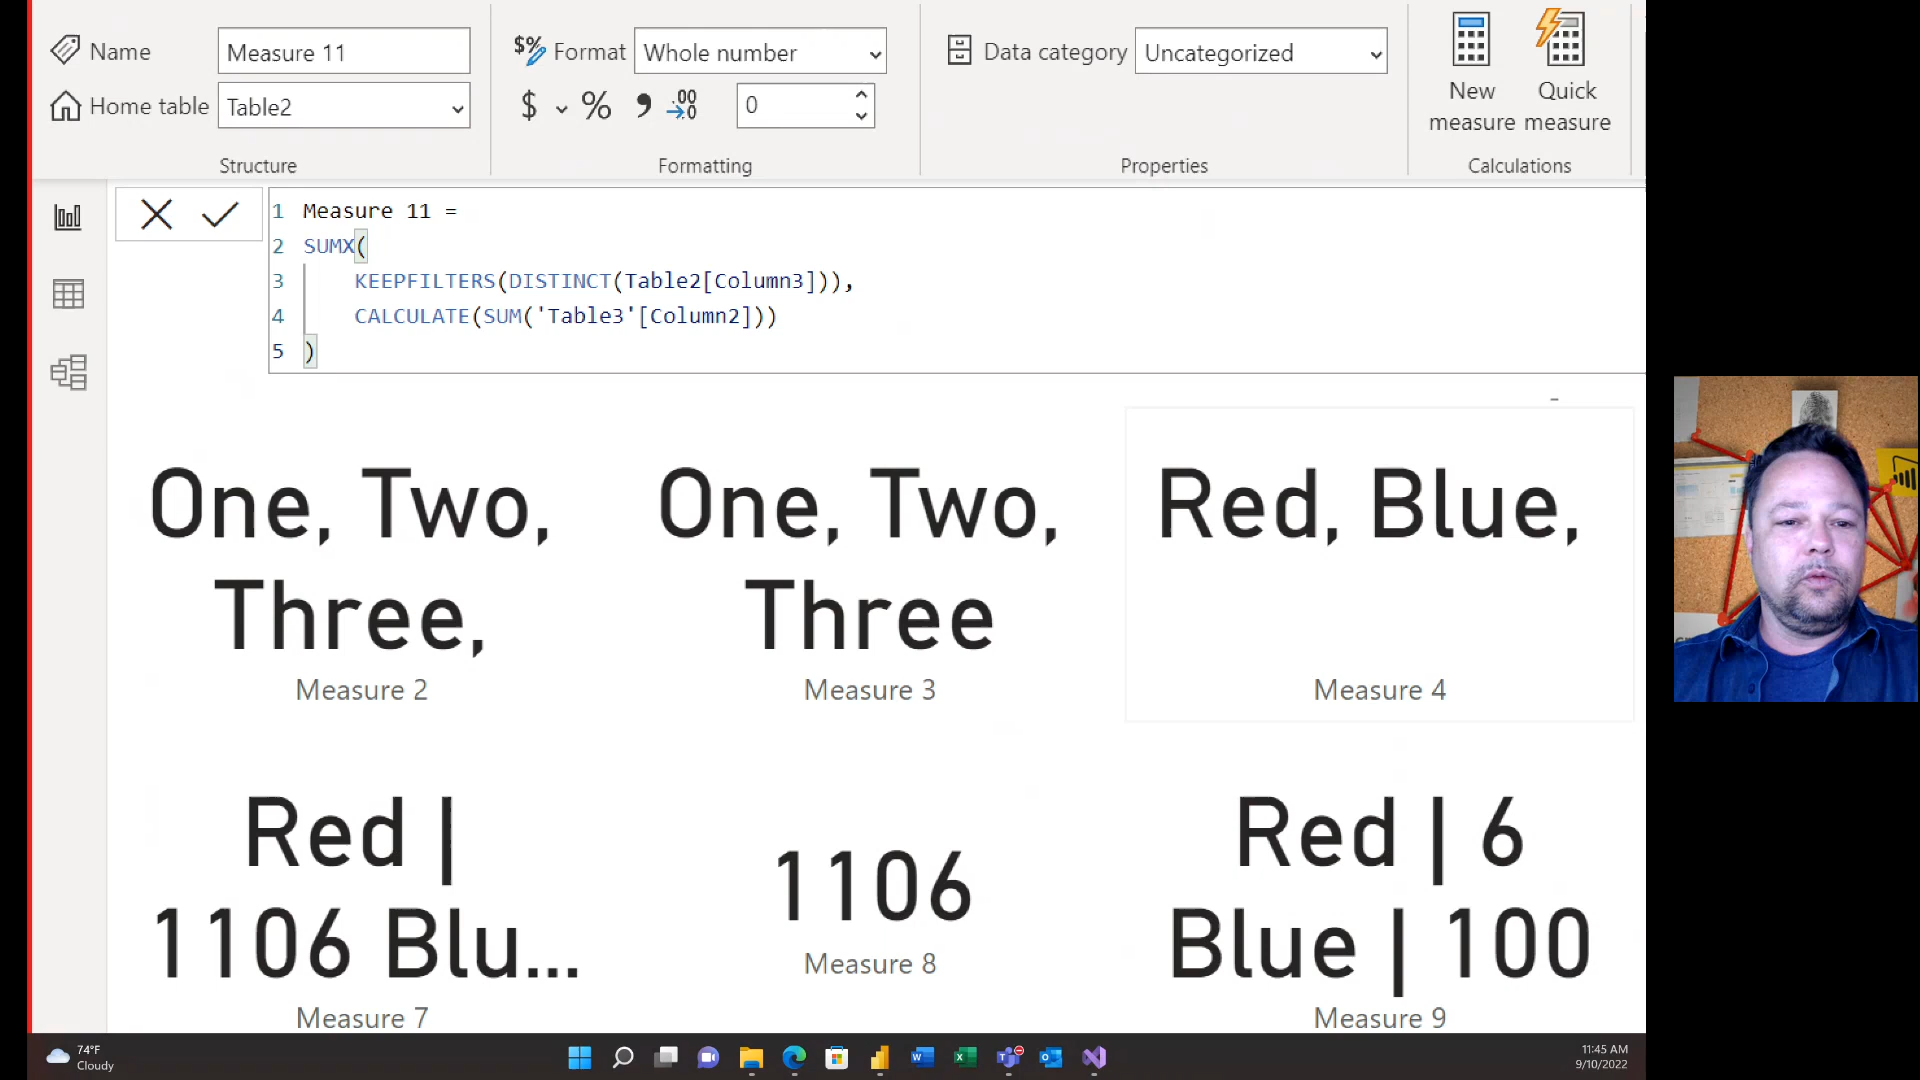 Name
Measure 11
Home table
Table2
Structure
$% Format
Whole number
$ % , .00 →0
0
Formatting
Data category
Uncategorized
Properties
New
measure
Quick
measure
Calculations
1 Measure 11 =
2 SUMX(
3 KEEPFILTERS(DISTINCT(Table2[Column3])),
4 CALCULATE(SUM('Table3'[Column2]))
5 )
One, Two,
Three,
Measure 2
One, Two,
Three
Measure 3
Red, Blue,
Measure 4
Red |
1106 Blu...
Measure 7
1106
Measure 8
Red | 6
Blue | 100
Measure 9
74°F
Cloudy
11:45 AM
9/10/2022